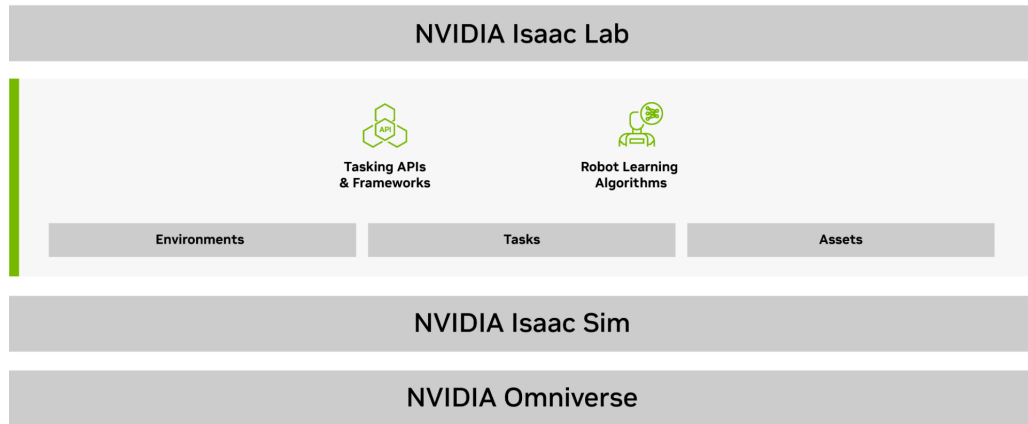 NVIDIA Isaac Lab
API
Tasking APIs
& Frameworks
Robot Learning
Algorithms
Environments
Tasks
Assets
NVIDIA Isaac Sim
NVIDIA Omniverse